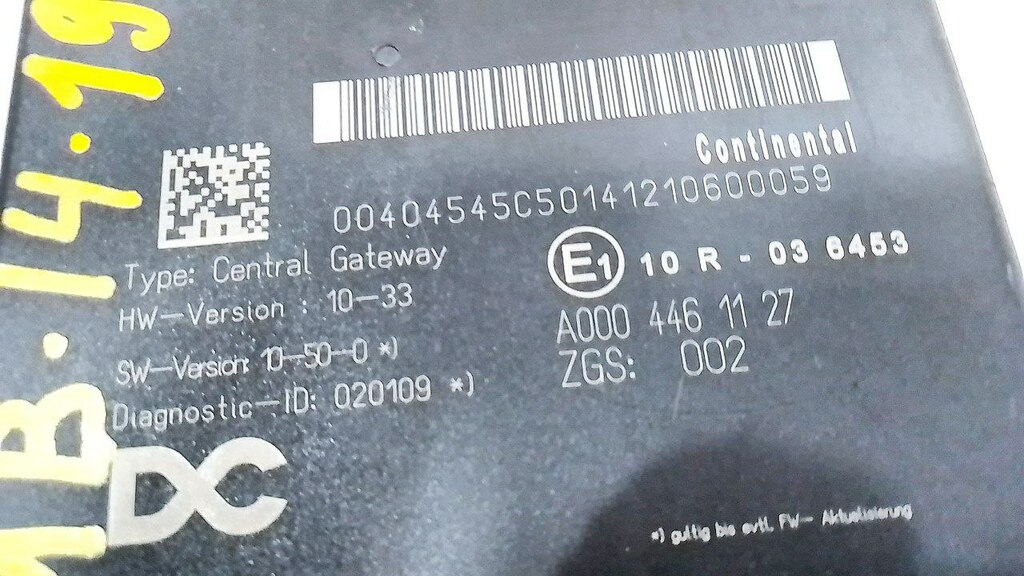 Continental
00404545C50141210600059
Type: Central Gateway
HW-Version : 10-33
SW-Version: 10-50-0 *)
Diagnostic-ID: 020109 *)
E1 10 R - 03 6453
A000 446 11 27
ZGS: 002
DC
*) gultig bis evtl. FW- Aktualisierung
MB.14.19